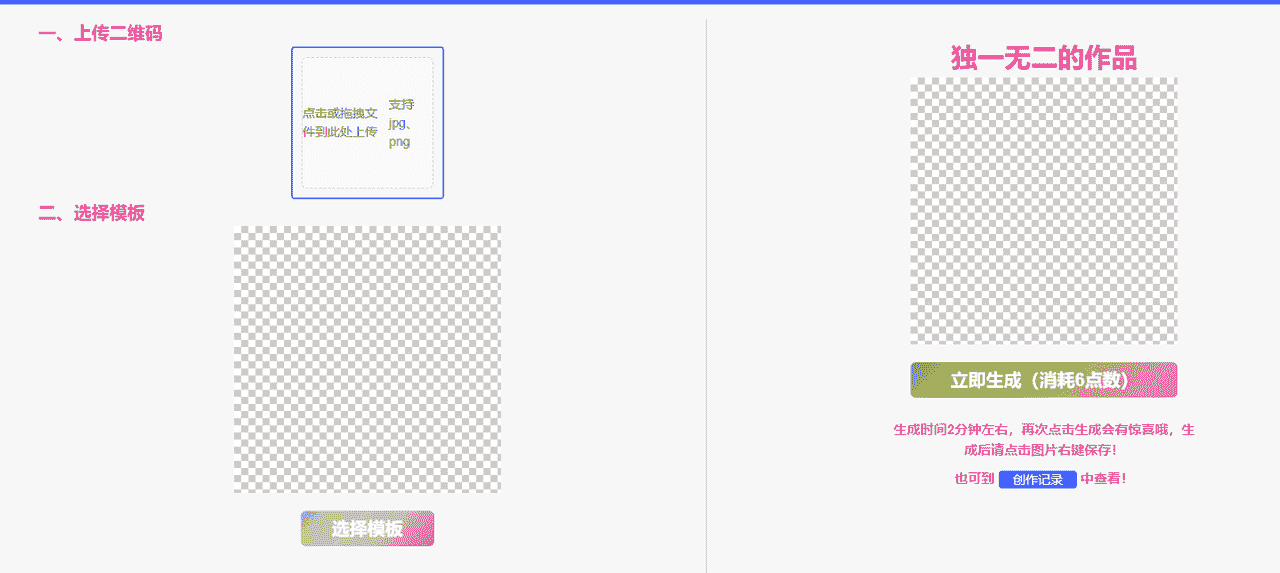 一、上传二维码
点击或拖拽文
件到此处上传
支持
jpg、
png
二、选择模板
选择模板
独一无二的作品
立即生成（消耗6点数）
生成时间2分钟左右，再次点击生成会有惊喜哦，生
成后请点击图片右键保存！
也可到 创作记录 中查看！